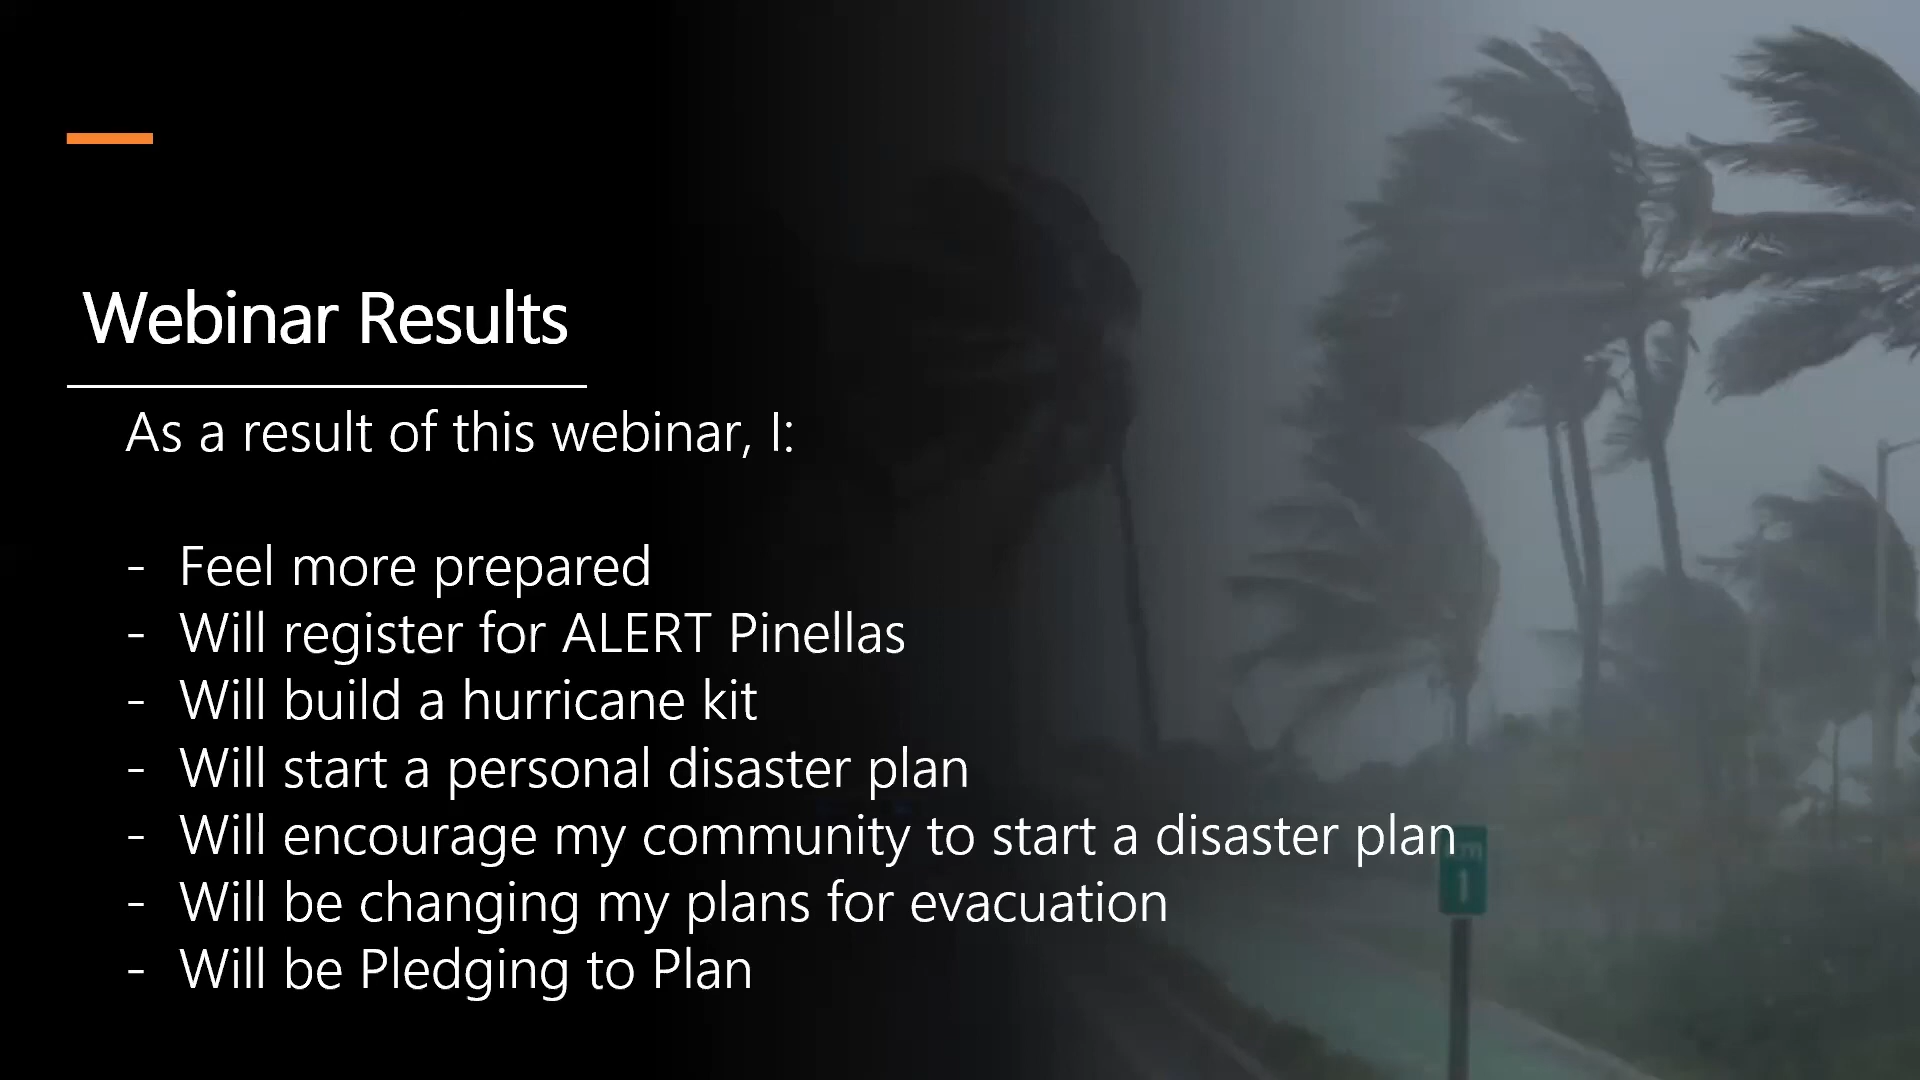 Webinar Results
As a result of this webinar, I:
- Feel more prepared
- Will register for ALERT Pinellas
- Will build a hurricane kit
- Will start a personal disaster plan
- Will encourage my community to start a disaster plan
- Will be changing my plans for evacuation
- Will be Pledging to Plan
km
1